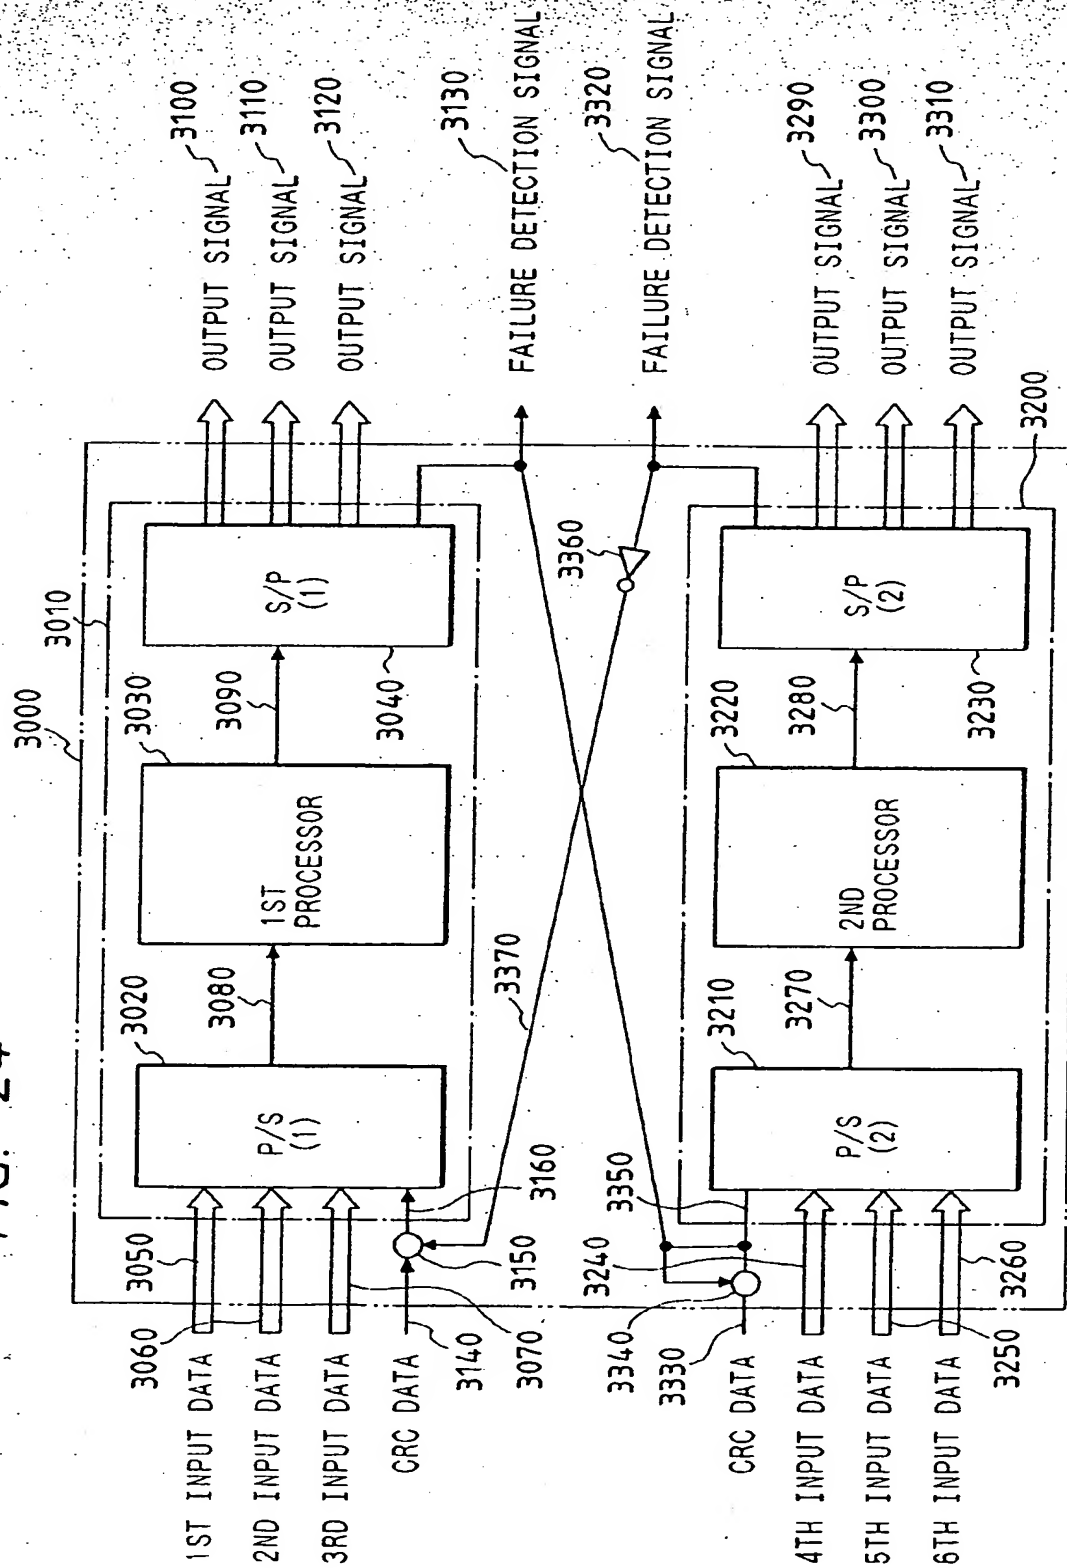 FIG. 24
3000
3010
3020
3030
3080
3090
1ST INPUT DATA
3050
2ND INPUT DATA
3060
3RD INPUT DATA
3070
CRC DATA
3140
3150
3160
P/S
(1)
1ST
PROCESSOR
S/P
(1)
3040
OUTPUT SIGNAL 3100
OUTPUT SIGNAL 3110
OUTPUT SIGNAL 3120
FAILURE DETECTION SIGNAL 3130
3370
3360
FAILURE DETECTION SIGNAL 3320
CRC DATA
3330
3340
3240
3350
3210
3270
3220
3280
4TH INPUT DATA
5TH INPUT DATA
3250
6TH INPUT DATA
3260
P/S
(2)
2ND
PROCESSOR
S/P
(2)
3230
OUTPUT SIGNAL 3290
OUTPUT SIGNAL 3300
OUTPUT SIGNAL 3310
3200